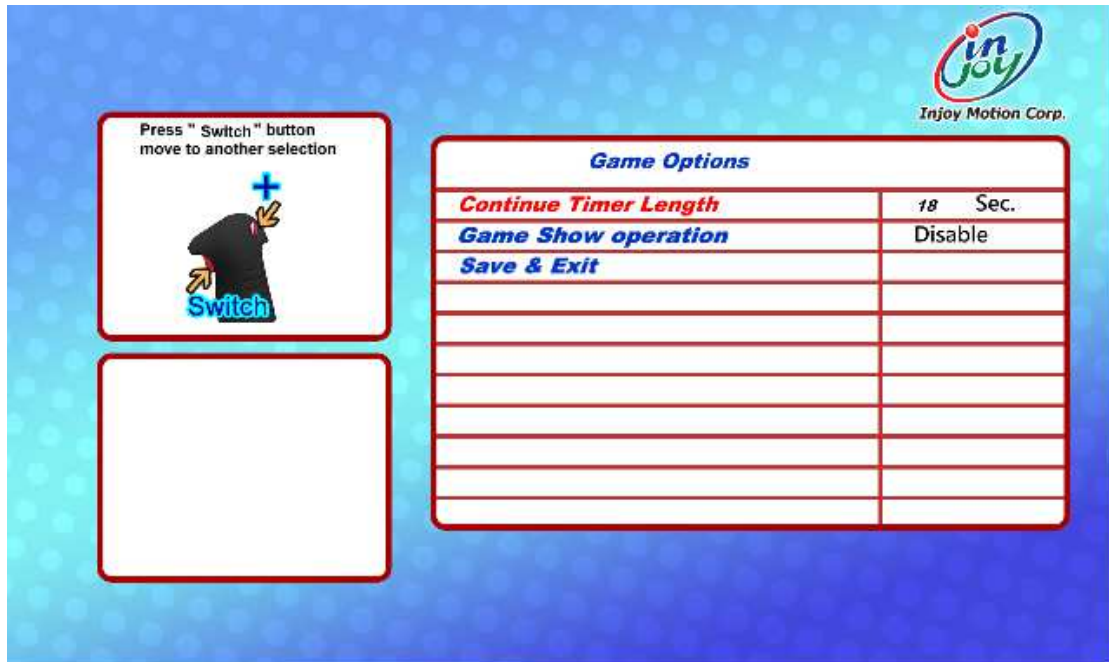 in
joy
Injoy Motion Corp.
Press " Switch " button
move to another selection
+
Switch
Game Options
Continue Timer Length 18 Sec.
Game Show operation Disable
Save & Exit